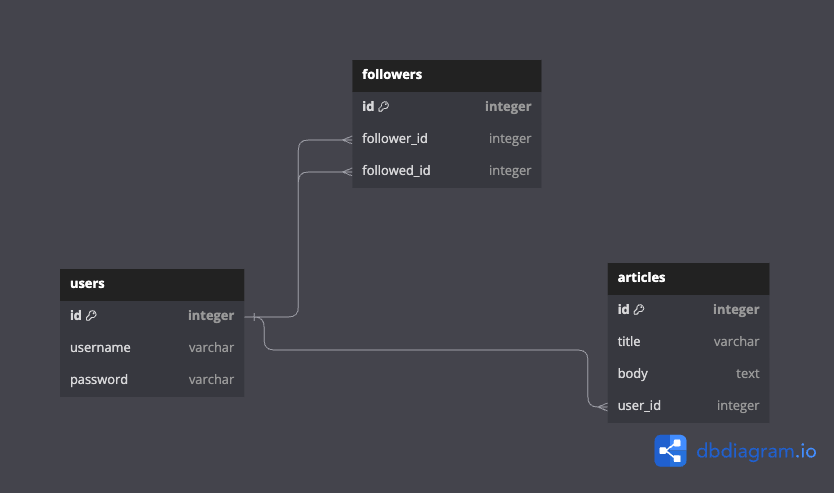 followers
id integer
follower_id integer
followed_id integer
users
id integer
username varchar
password varchar
articles
id integer
title varchar
body text
user_id integer
dbdiagram.io